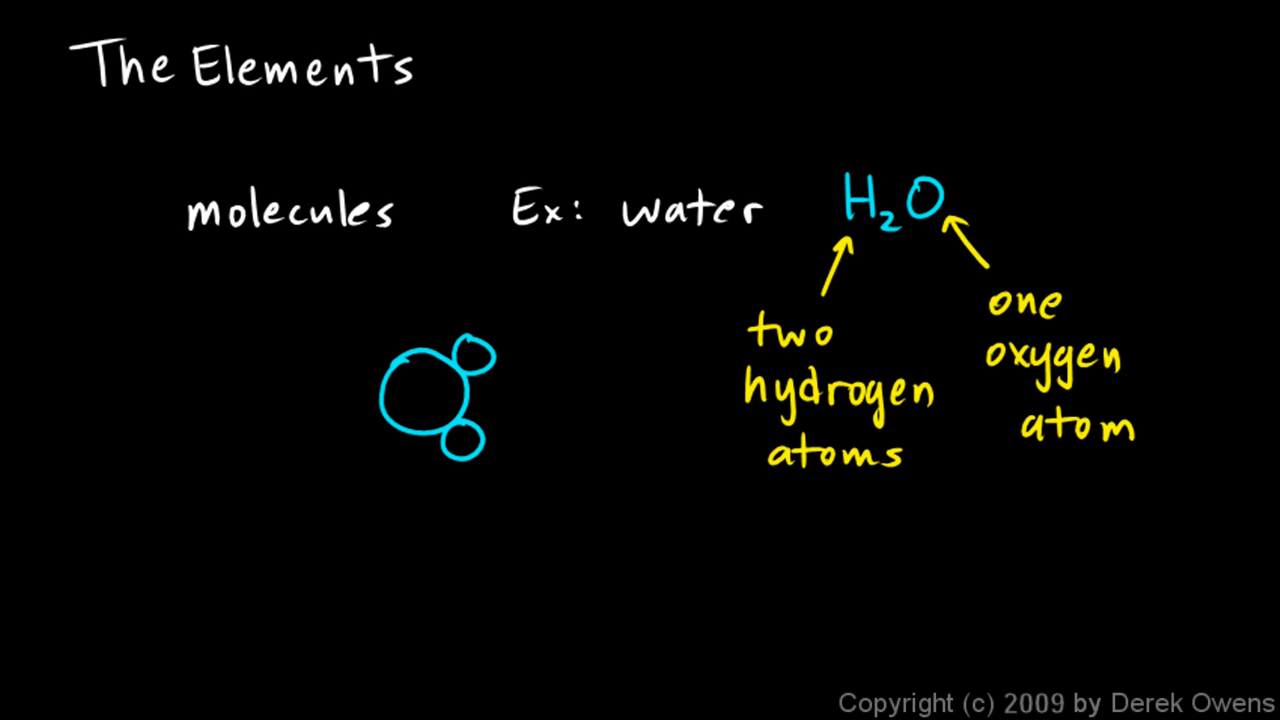 The Elements
molecules Ex: water H₂O
two
hydrogen
atoms
one
oxygen
atom
Copyright (c) 2009 by Derek Owens